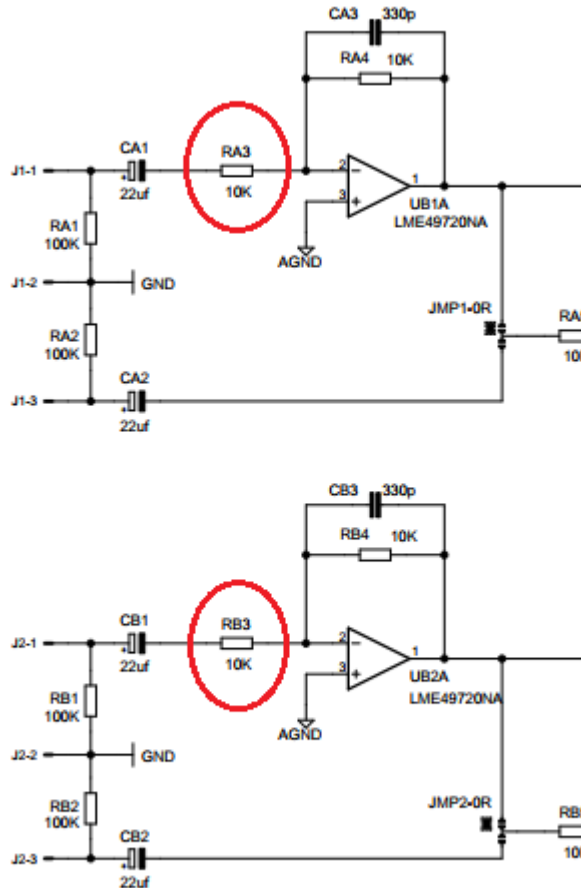 CA3 330p
RA4 10K
CA1
RA3
J1-1
+
22uf
10K
2
−
1
3
+
UB1A
LME49720NA
RA1
100K
AGND
J1-2
GND
JMP1-0R
RA2
100K
J1-3
CA2
+
22uf
CB3 330p
RB4 10K
CB1
RB3
J2-1
+
22uf
10K
2
−
1
3
+
UB2A
LME49720NA
RB1
100K
AGND
J2-2
GND
JMP2-0R
RB2
100K
J2-3
CB2
+
22uf